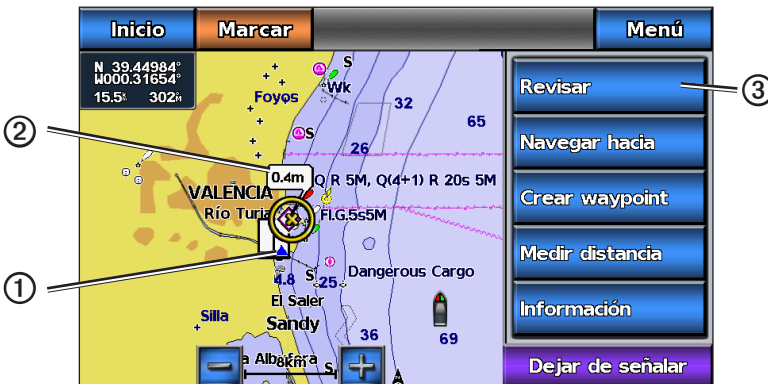 Inicio
Marcar
Menú
N 39.44984°
W000.31654°
15.5
302
S
Foyos
Wk
32
Revisar
③
②
S
65
26
Navegar hacia
0.4m
Q R 5M, Q(4+1) R 20s 5M
VALENCIA
Río Turia
Fl.G.5s5M
Crear waypoint
Medir distancia
①
4.8
S
25
Dangerous Cargo
El Saler
Información
Silla
Sandy
36
69
8km
S
Dejar de señalar